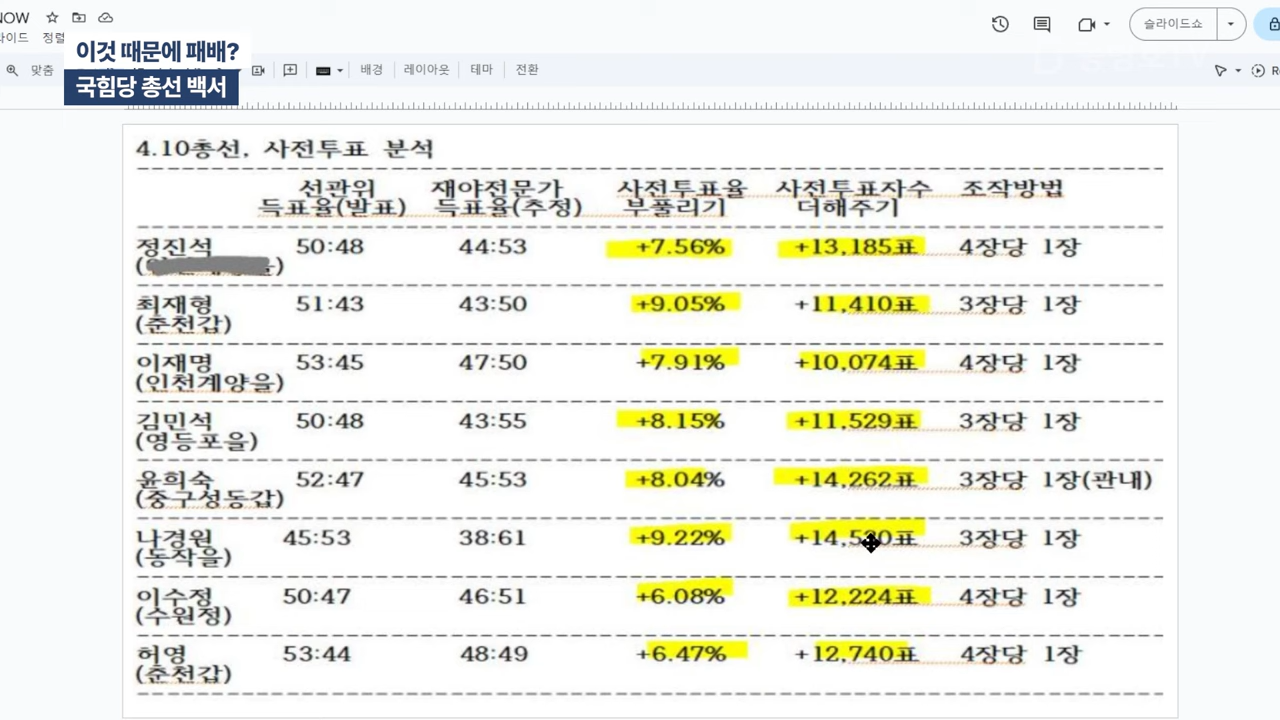 NOW
라이드 정렬
이것 때문에 패배?
국힘당 총선 백서
슬라이드쇼
맞춤
배경 레이아웃 테마 전환
4.10총선, 사전투표 분석
선관위 재야전문가 사전투표율 사전투표자수 조작방법
득표율(발표) 득표율(추정) 부풀리기 더해주기
정진석 50:48 44:53 +7.56% +13,185표 4장당 1장
최재형 51:43 43:50 +9.05% +11,410표 3장당 1장
(춘천갑)
이재명 53:45 47:50 +7.91% +10,074표 4장당 1장
(인천계양을)
김민석 50:48 43:55 +8.15% +11,529표 3장당 1장
(영등포을)
윤희숙 52:47 45:53 +8.04% +14,262표 3장당 1장(관내)
(중구성동갑)
나경원 45:53 38:61 +9.22% 3장당 1장
(동작을)
이수정 50:47 46:51 +6.08% +12,224표 4장당 1장
(수원정)
허영 53:44 48:49 +6.47% +12,740표 4장당 1장
(춘천갑)